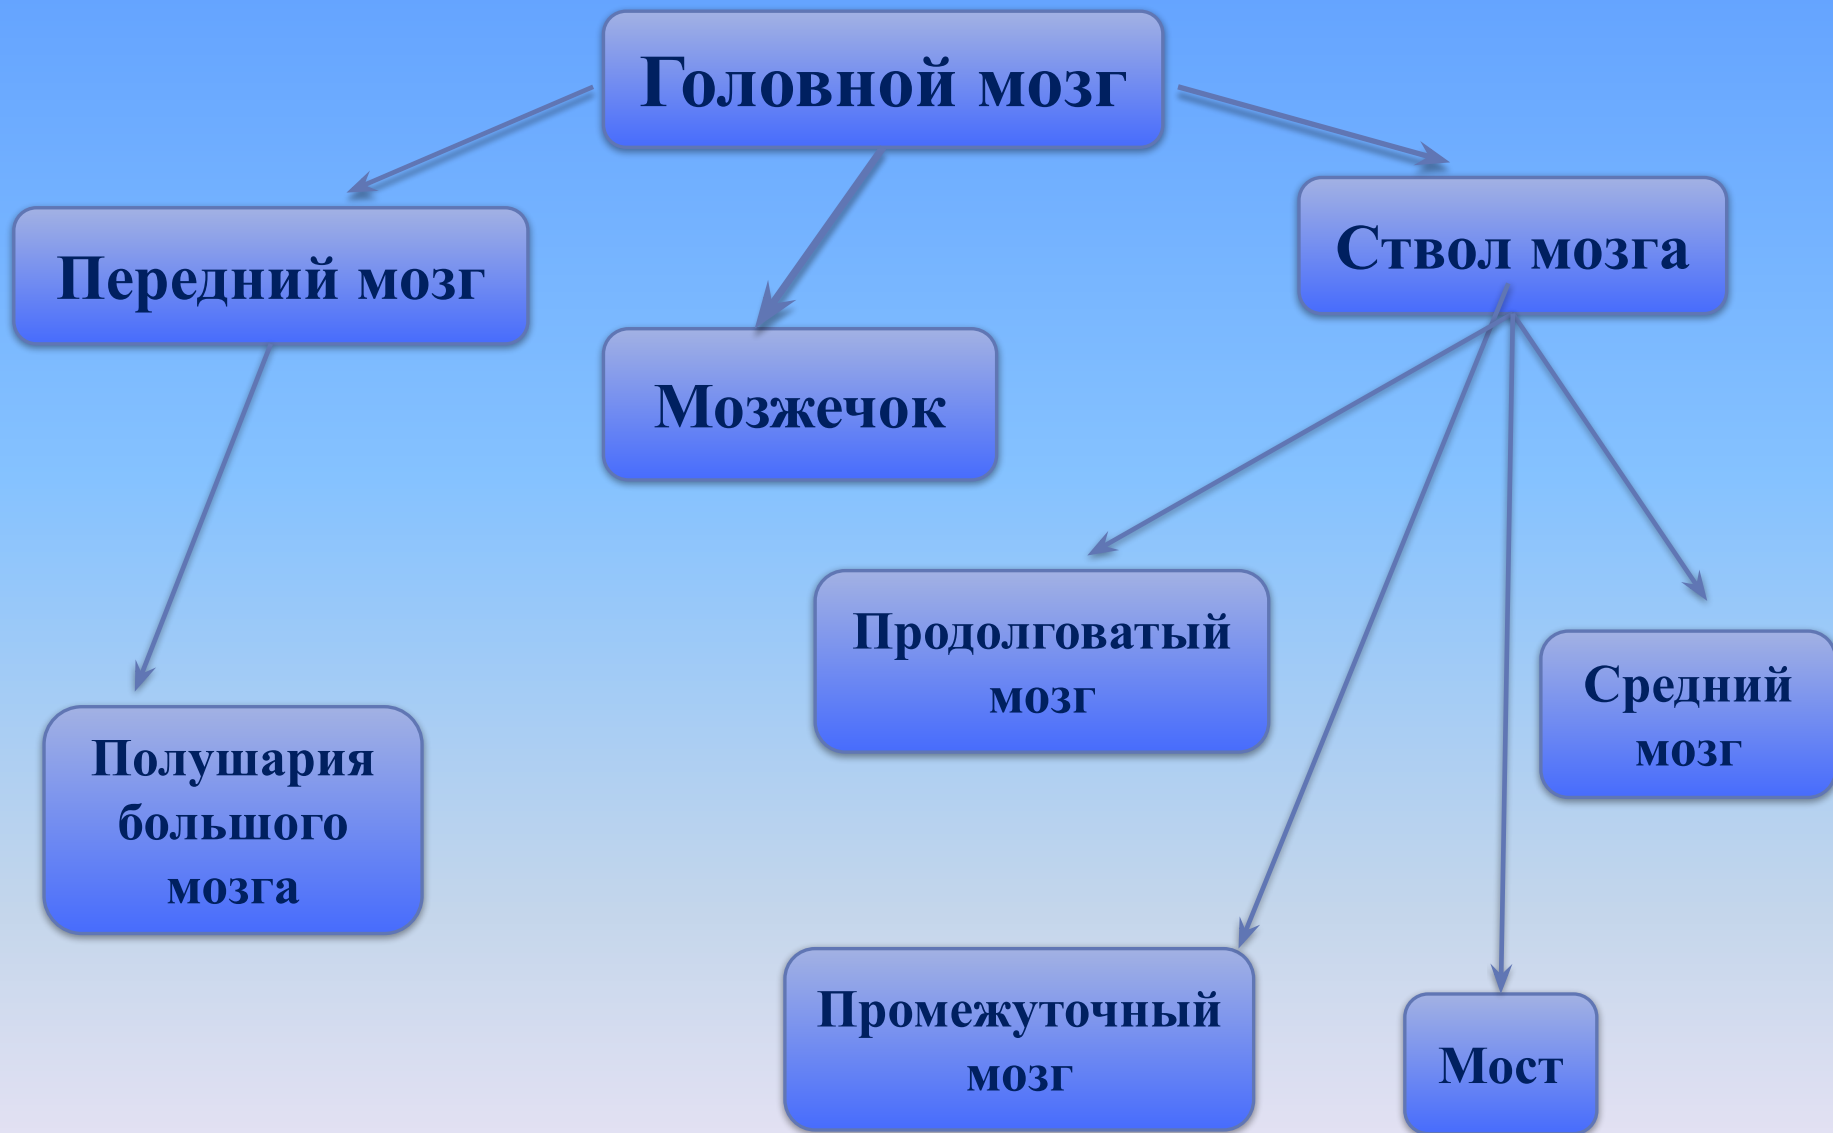 Головной мозг
Передний мозг
Ствол мозга
Мозжечок
Продолговатый
мозг
Средний
мозг
Полушария
большого
мозга
Промежуточный
мозг
Мост